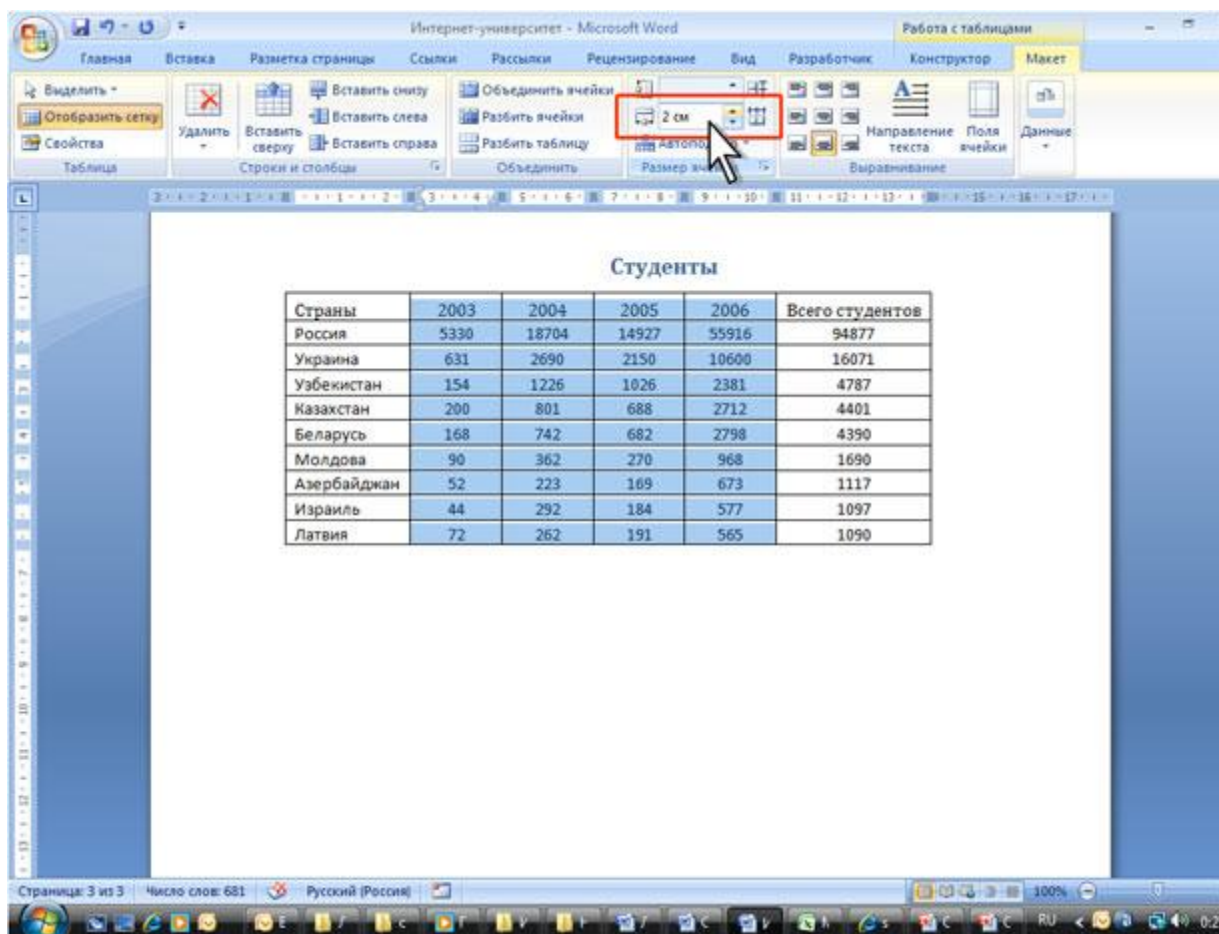 Интернет-университет - Microsoft Word Работа с таблицами
Главная Вставка Разметка страницы Ссылки Рассылки Рецензирование Вид Разработчик Конструктор Макет
Выделить Вставить снизу Объединить ячейки
Отобразить сетку Удалить Вставить сверху Вставить слева Разбить ячейки 2 см Направление текста Поля ячейки Данные
Свойства Вставить справа Разбить таблицу
Таблица Строки и столбцы Объединить Размер Выравнивание
Студенты
Страны 2003 2004 2005 2006 Всего студентов
Россия 5330 18704 14927 55916 94877
Украина 631 2690 2150 10600 16071
Узбекистан 154 1226 1026 2381 4787
Казахстан 200 801 688 2712 4401
Беларусь 168 742 682 2798 4390
Молдова 90 362 270 968 1690
Азербайджан 52 223 169 673 1117
Израиль 44 292 184 577 1097
Латвия 72 262 191 565 1090
Страница: 3 из 3 Число слов: 681 Русский (Россия) 100%
RU